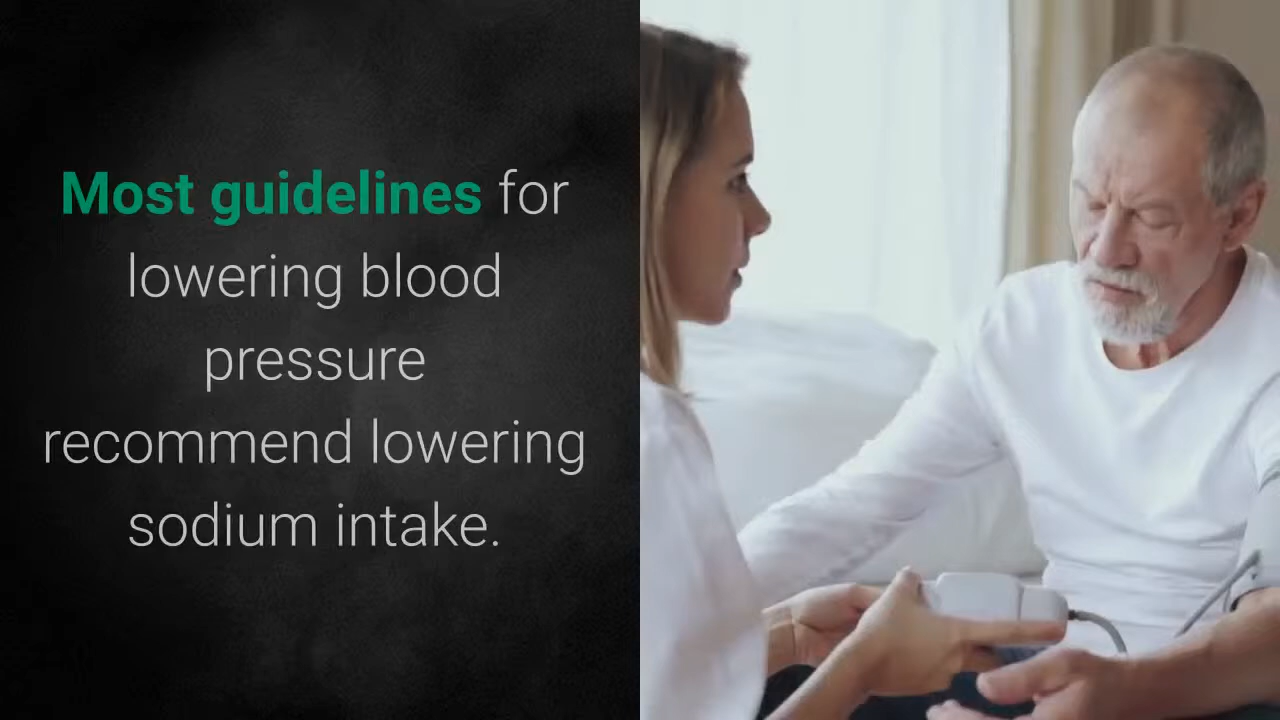 Most guidelines for
lowering blood
pressure
recommend lowering
sodium intake.